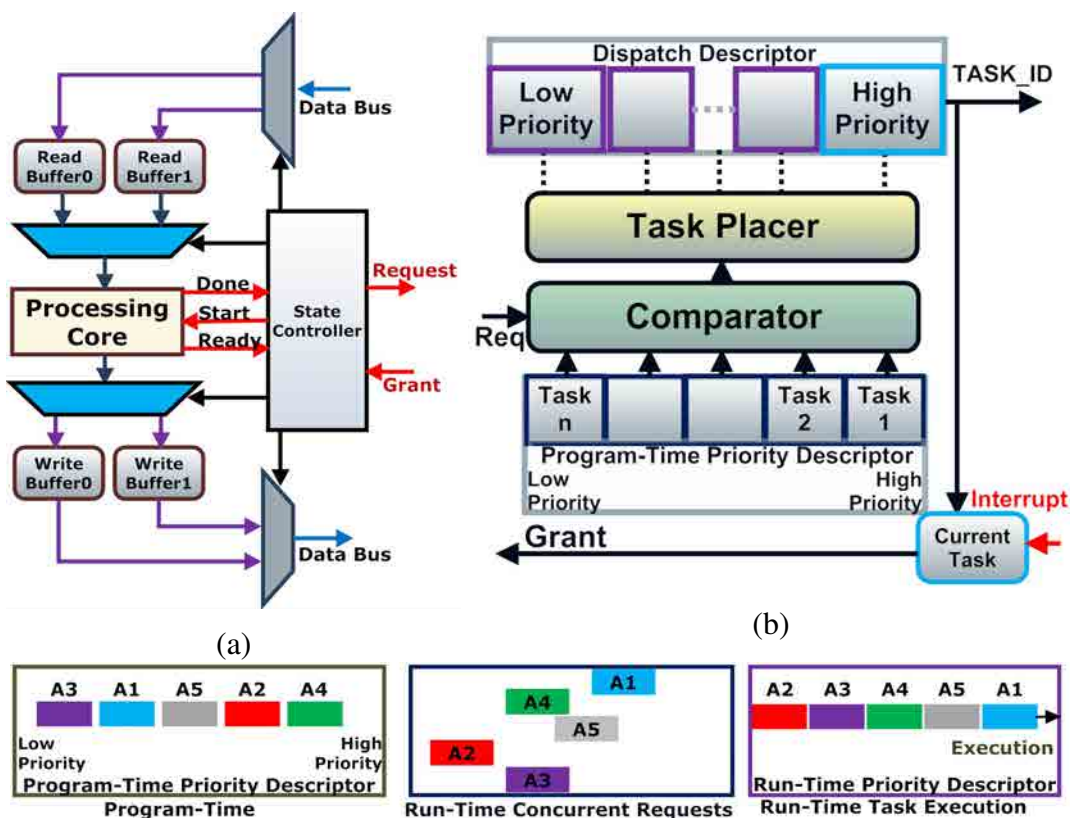 Data Bus
Read
Buffer0
Read
Buffer1
Done
Processing
Core
Start
Ready
State
Controller
Request
Grant
Write
Buffer0
Write
Buffer1
Data Bus
(a)
Dispatch Descriptor
TASK_ID
Low
Priority
High
Priority
Task Placer
Req
Comparator
Task
n
Task
2
Task
1
Program-Time Priority Descriptor
Low
Priority
High
Priority
Interrupt
Grant
Current
Task
(b)
A3 A1 A5 A2 A4
Low
Priority
High
Priority
Program-Time Priority Descriptor
Program-Time
A1
A4
A5
A2
A3
Run-Time Concurrent Requests
A2 A3 A4 A5 A1
Execution
Run-Time Priority Descriptor
Run-Time Task Execution